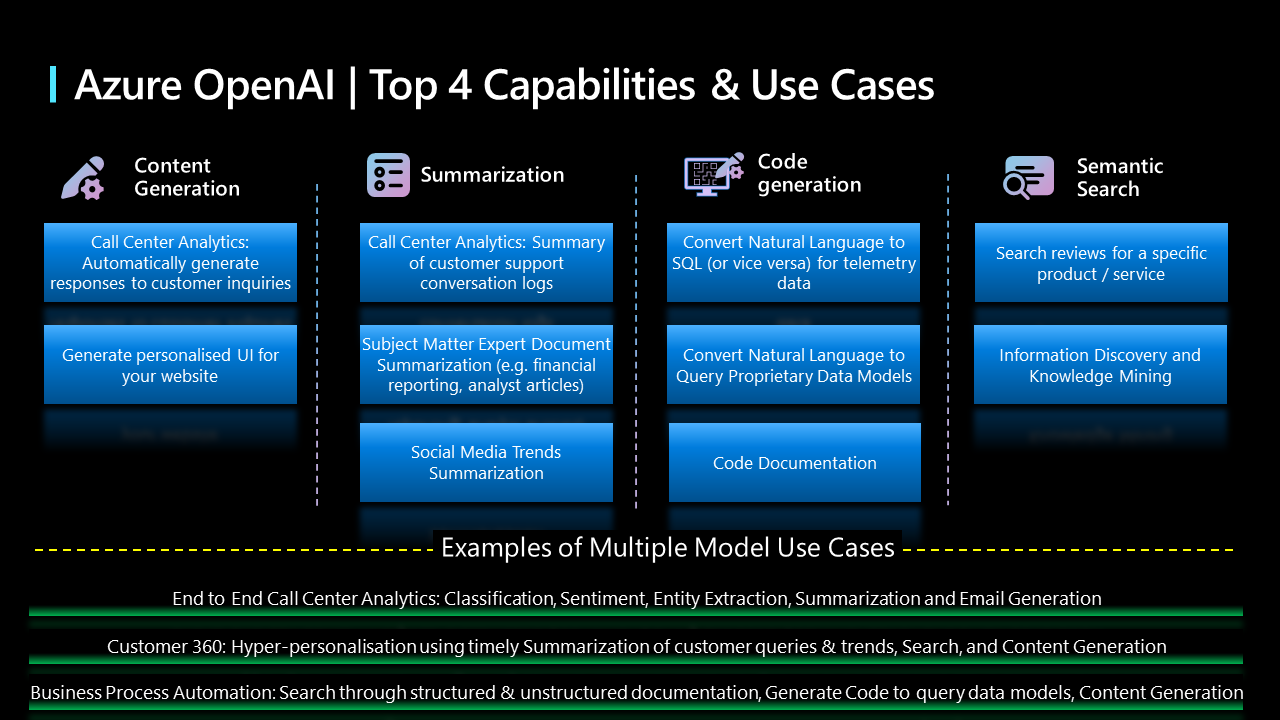 Azure OpenAI | Top 4 Capabilities & Use Cases
Content
Generation
Call Center Analytics:
Automatically generate
responses to customer inquiries
Generate personalised UI for
your website
Summarization
Call Center Analytics: Summary
of customer support
conversation logs
Subject Matter Expert Document
Summarization (e.g. financial
reporting, analyst articles)
Social Media Trends
Summarization
Code
generation
Convert Natural Language to
SQL (or vice versa) for telemetry
data
Convert Natural Language to
Query Proprietary Data Models
Code Documentation
Semantic
Search
Search reviews for a specific
product / service
Information Discovery and
Knowledge Mining
Examples of Multiple Model Use Cases
End to End Call Center Analytics: Classification, Sentiment, Entity Extraction, Summarization and Email Generation
Customer 360: Hyper-personalisation using timely Summarization of customer queries & trends, Search, and Content Generation
Business Process Automation: Search through structured & unstructured documentation, Generate Code to query data models, Content Generation